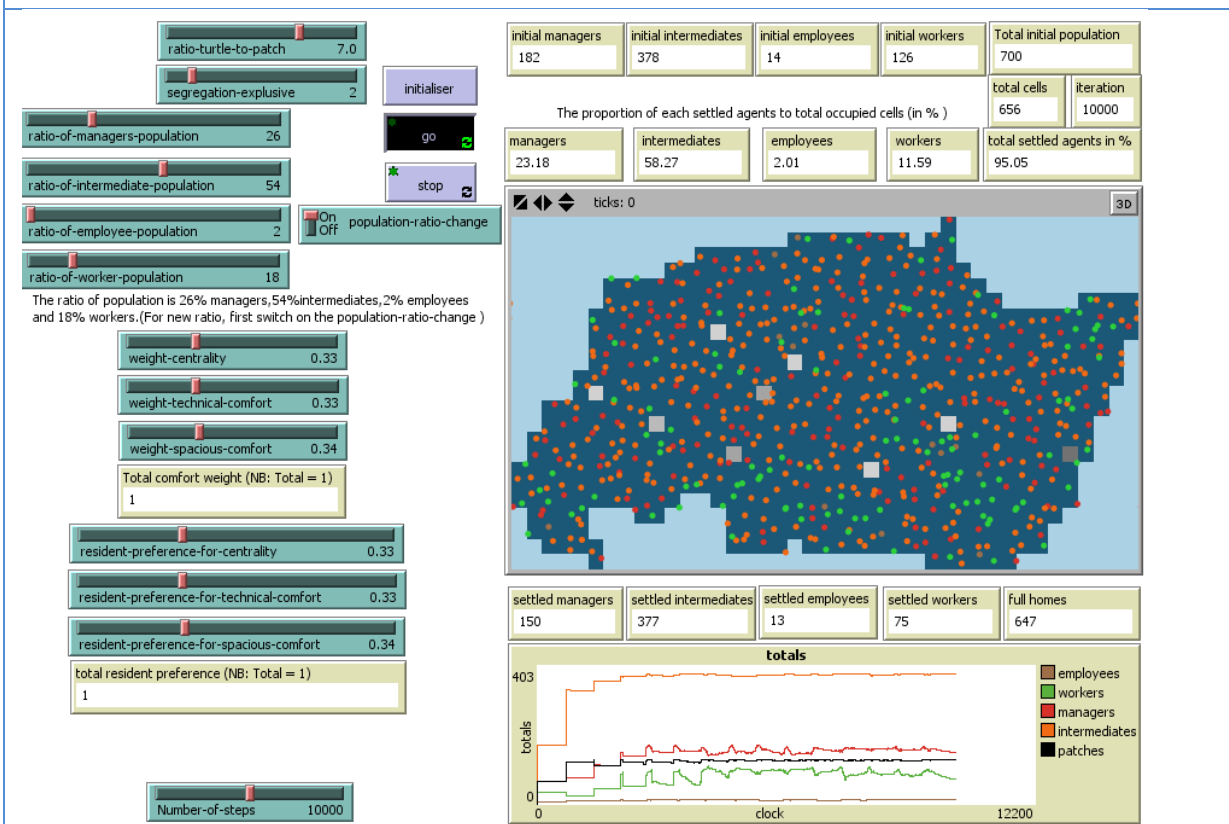 ratio-turtle-to-patch 7.0
segregation-explusive 2
initialiser
ratio-of-managers-population 26
go
ratio-of-intermediate-population 54
stop
ratio-of-employee-population 2
On
Off
population-ratio-change
ratio-of-worker-population 18
The ratio of population is 26% managers,54%intermediates,2% employees
and 18% workers.(For new ratio, first switch on the population-ratio-change )
weight-centrality 0.33
weight-technical-comfort 0.33
weight-spacious-comfort 0.34
Total comfort weight (NB: Total = 1)
1
resident-preference-for-centrality 0.33
resident-preference-for-technical-comfort 0.33
resident-preference-for-spacious-comfort 0.34
total resident preference (NB: Total = 1)
1
Number-of-steps 10000
initial managers
182
initial intermediates
378
initial employees
14
initial workers
126
Total initial population
700
total cells
656
iteration
10000
The proportion of each settled agents to total occupied cells (in % )
managers
23.18
intermediates
58.27
employees
2.01
workers
11.59
total settled agents in %
95.05
ticks: 0
3D
settled managers
150
settled intermediates
377
settled employees
13
settled workers
75
full homes
647
totals
403
totals
0
0
clock
12200
employees
workers
managers
intermediates
patches